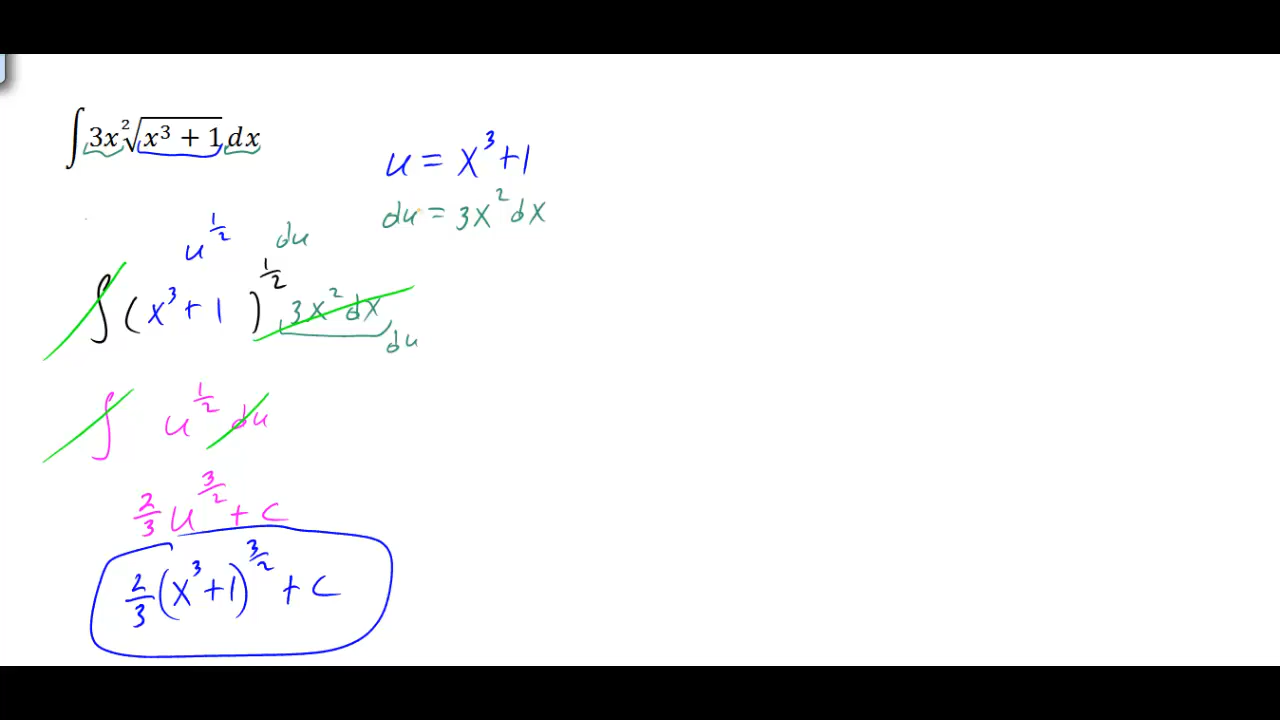 ∫ 3x²√(x³ + 1) dx
u = x³+1
du = 3x² dx
u^(1/2) du
∫ (x³+1)^(1/2) 3x² dx
du
∫ u^(1/2) du
2/3 u^(3/2) + c
2/3 (x³+1)^(3/2) + c